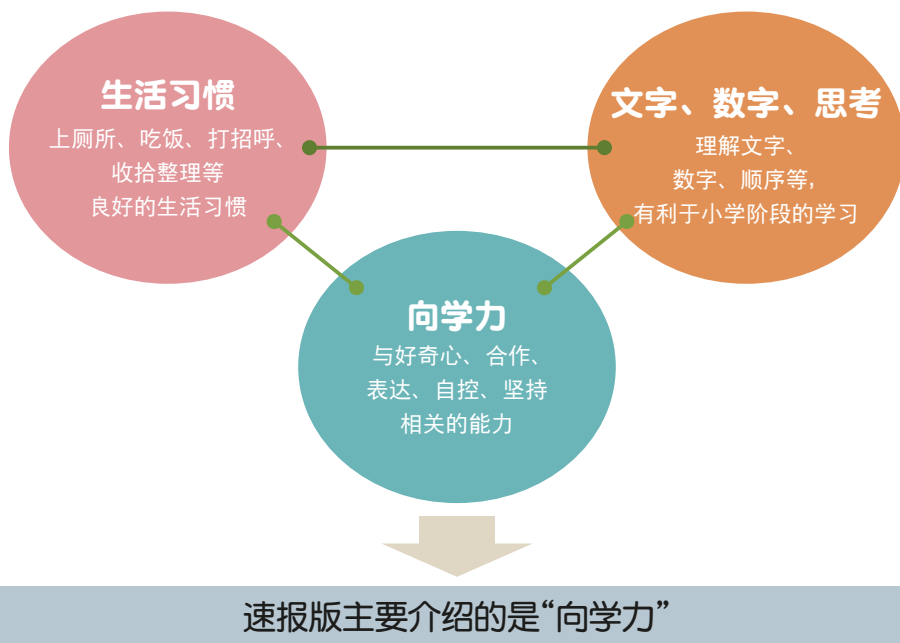 生活习惯
上厕所、吃饭、打招呼、
收拾整理等
良好的生活习惯
文字、数字、思考
理解文字、
数字、顺序等,
有利于小学阶段的学习
向学力
与好奇心、合作、
表达、自控、坚持
相关的能力
速报版主要介绍的是“向学力”